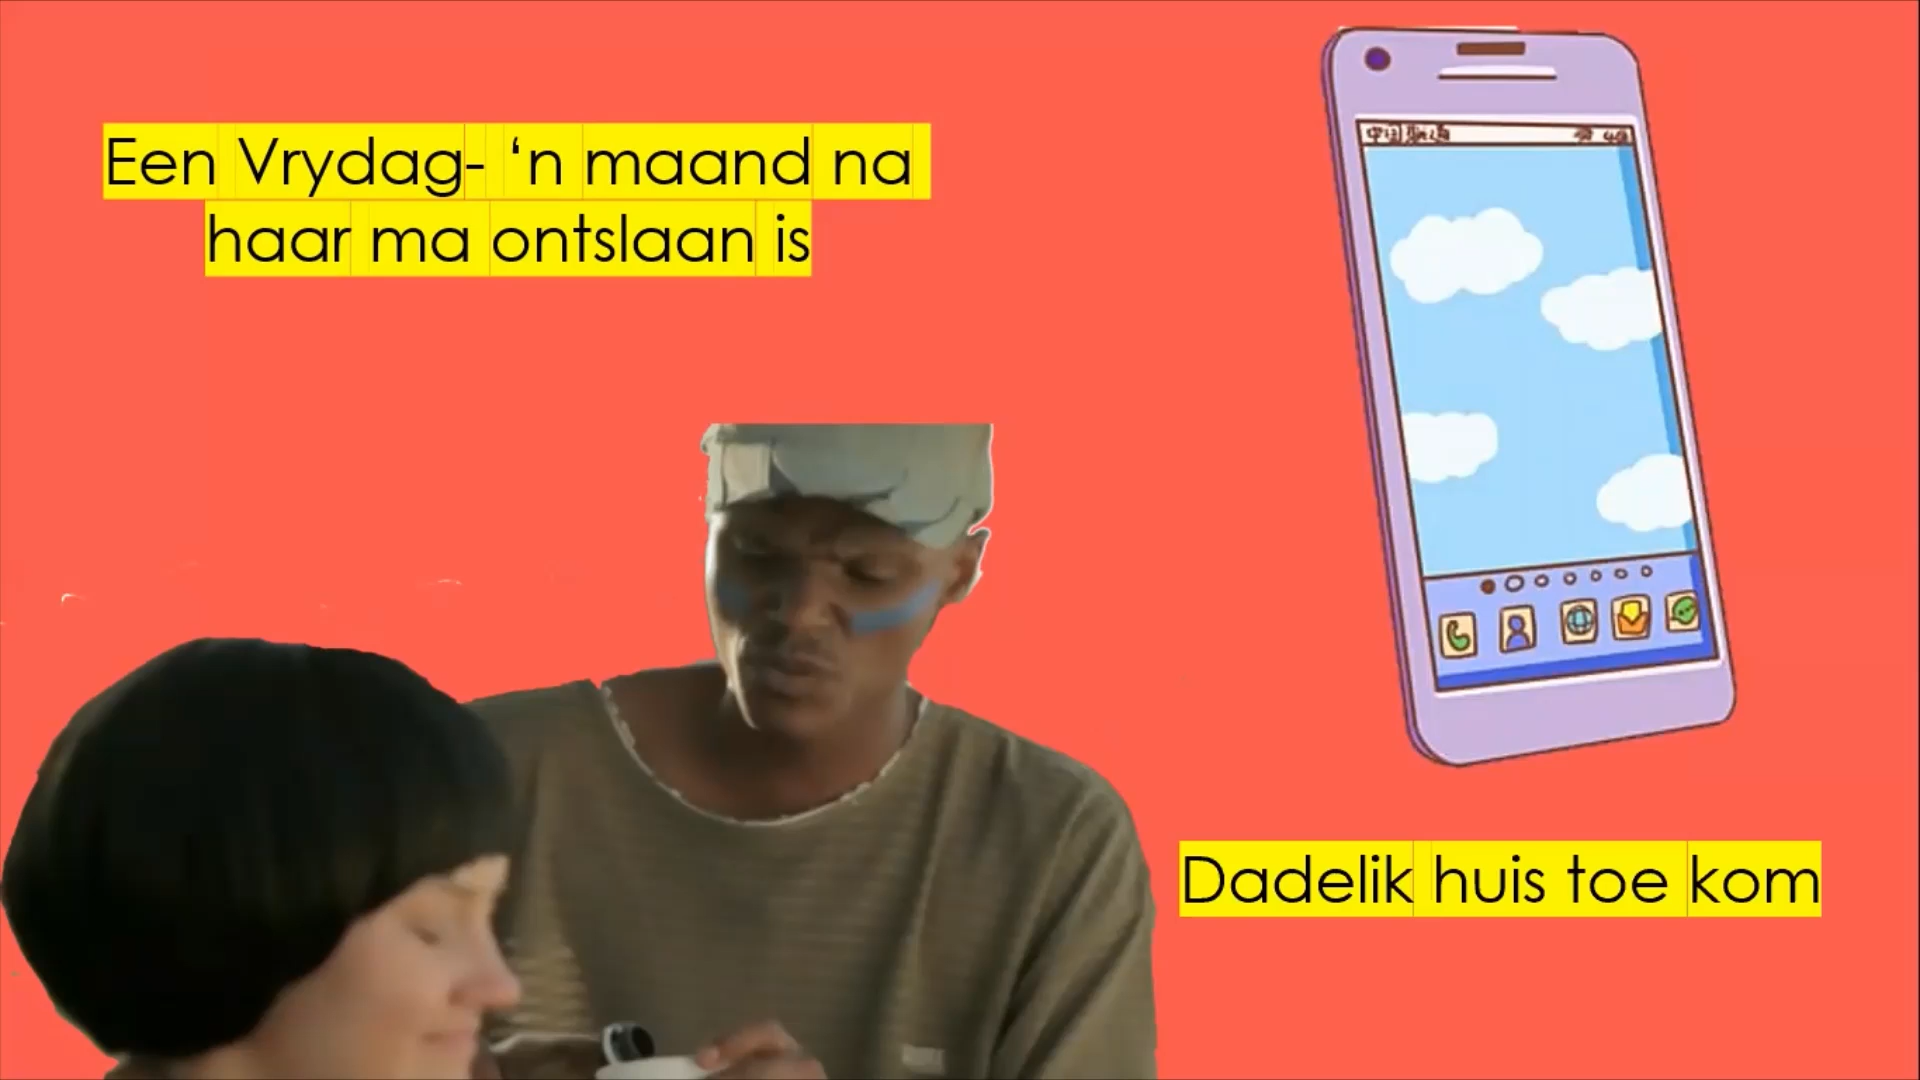 Een Vrydag- ‘n maand na
haar ma ontslaan is
Dadelik huis toe kom